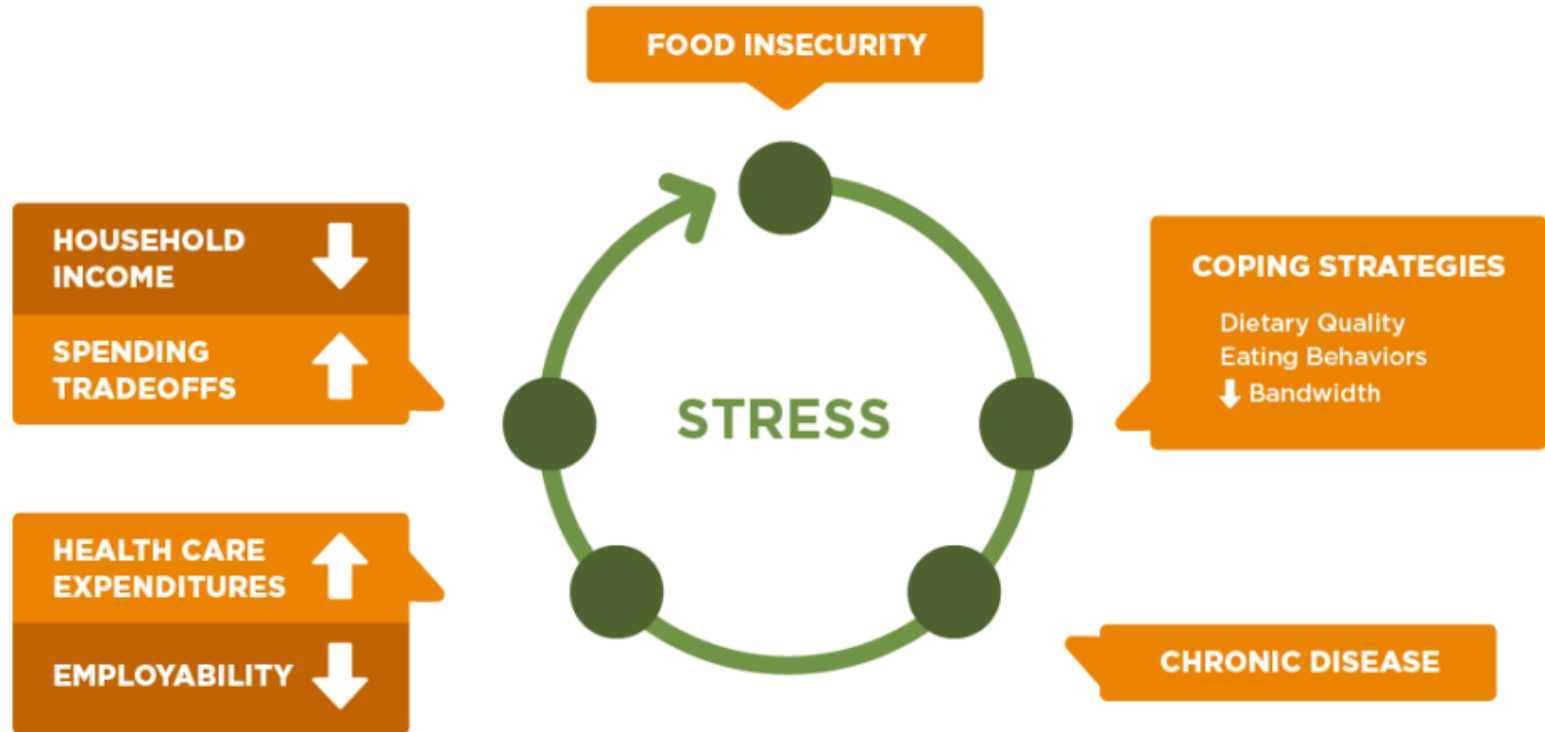 FOOD INSECURITY
COPING STRATEGIES
Dietary Quality
Eating Behaviors
Bandwidth
CHRONIC DISEASE
HEALTH CARE
EXPENDITURES
EMPLOYABILITY
HOUSEHOLD
INCOME
SPENDING
TRADEOFFS
STRESS